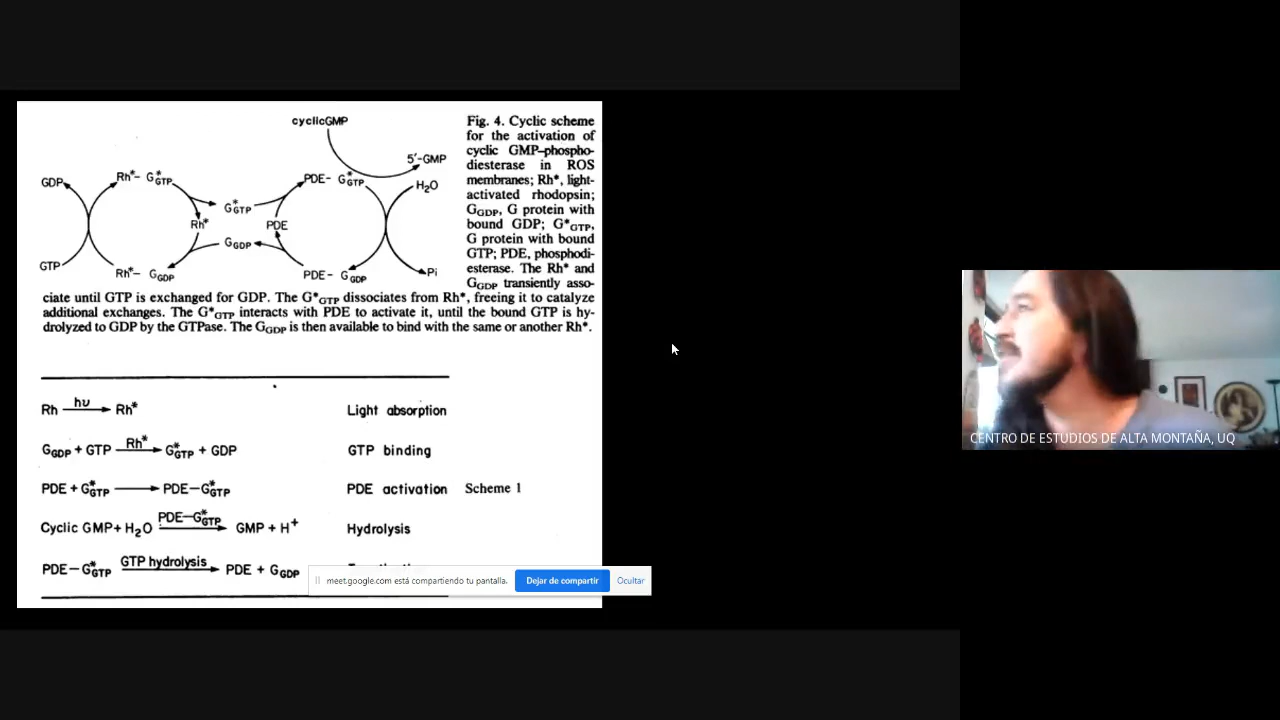 cyclicGMP
5'-GMP
GDP
Rh*- G*GTP
PDE- G*GTP
H2O
G*GTP
Rh*
PDE
GGDP
GTP
Rh*- GGDP
PDE- GGDP
Pi
Fig. 4. Cyclic scheme
for the activation of
cyclic GMP-phospho-
diesterase in ROS
membranes; Rh*, light-
activated rhodopsin;
GGDP, G protein with
bound GDP; G*GTP,
G protein with bound
GTP; PDE, phosphodi-
esterase. The Rh* and
GGDP transiently asso-
ciate until GTP is exchanged for GDP. The G*GTP dissociates from Rh*, freeing it to catalyze
additional exchanges. The G*GTP interacts with PDE to activate it, until the bound GTP is hy-
drolyzed to GDP by the GTPase. The GGDP is then available to bind with the same or another Rh*.
Rh hν Rh* Light absorption
GGDP + GTP Rh* G*GTP + GDP GTP binding
PDE + G*GTP PDE-G*GTP PDE activation Scheme 1
Cyclic GMP + H2O PDE-G*GTP GMP + H+ Hydrolysis
PDE-G*GTP GTP hydrolysis PDE + GGDP
meet.google.com está compartiendo tu pantalla. Dejar de compartir Ocultar
CENTRO DE ESTUDIOS DE ALTA MONTAÑA, UQ